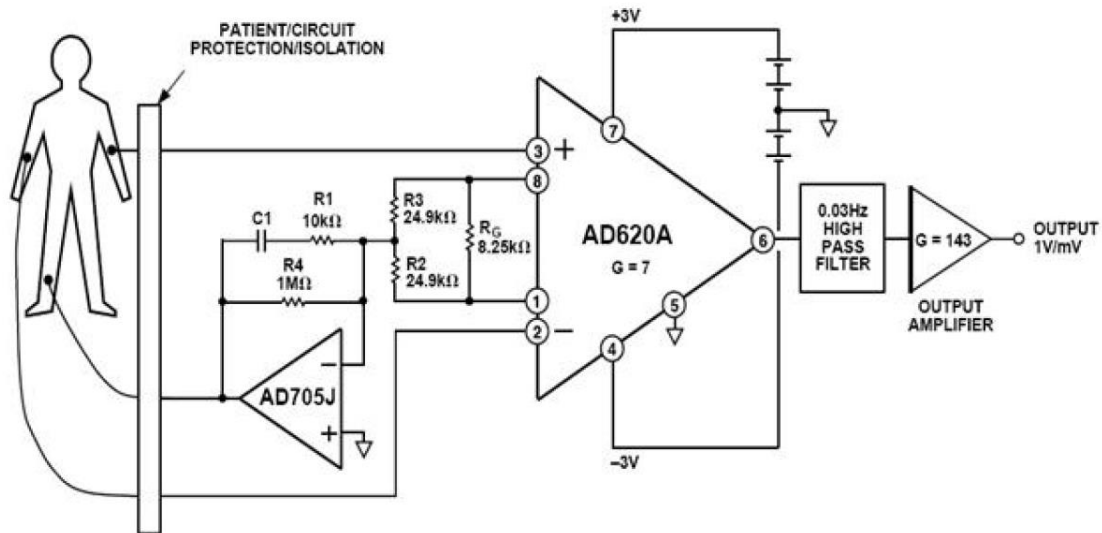 PATIENT/CIRCUIT
PROTECTION/ISOLATION
+3V
7
3
+
8
R1
10kΩ
C1
R3
24.9kΩ
RG
8.25kΩ
R4
1MΩ
R2
24.9kΩ
AD620A
G = 7
6
0.03Hz
HIGH
PASS
FILTER
G = 143
OUTPUT
1V/mV
OUTPUT
AMPLIFIER
1
2
–
5
4
–
AD705J
+
–3V